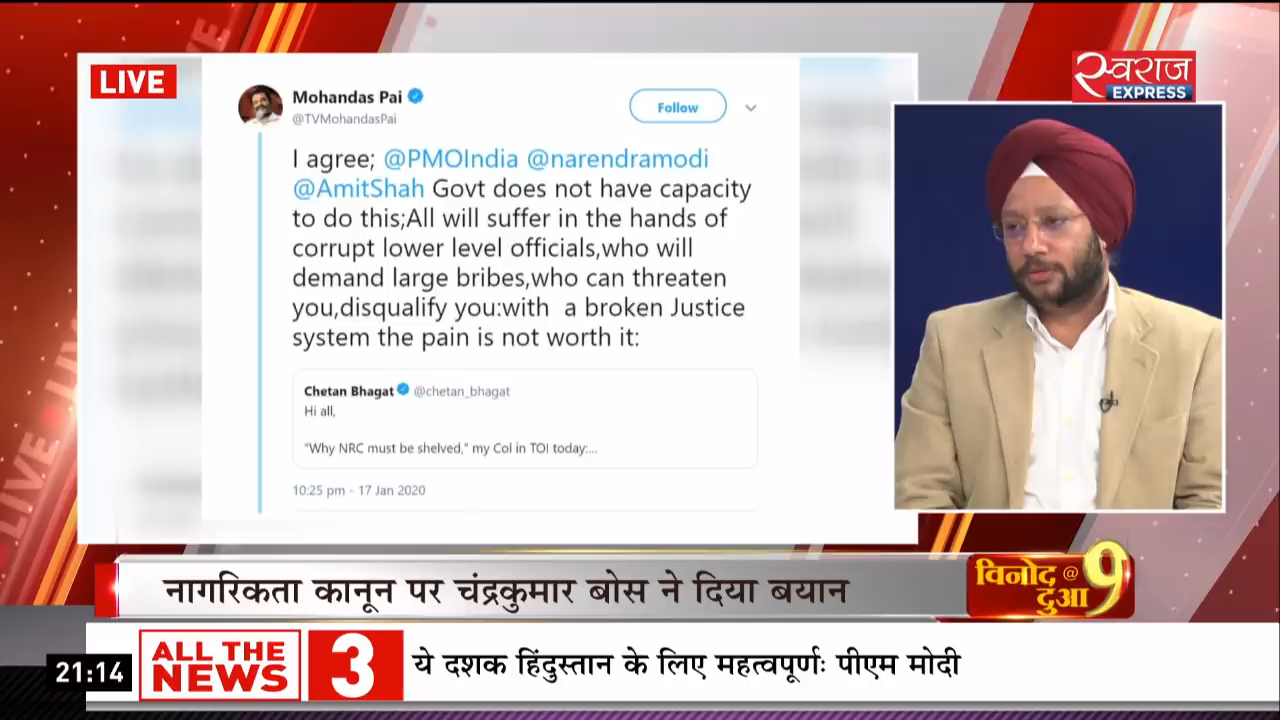 LIVE
स्वराज
EXPRESS
Mohandas Pai
@TVMohandasPai
Follow
I agree; @PMOIndia @narendramodi
@AmitShah Govt does not have capacity
to do this;All will suffer in the hands of
corrupt lower level officials,who will
demand large bribes,who can threaten
you,disqualify you:with a broken Justice
system the pain is not worth it:
Chetan Bhagat @chetan_bhagat
Hi all,
"Why NRC must be shelved," my Col in TOI today:...
10:25 pm - 17 Jan 2020
LIVE
LIVE
LIVE
नागरिकता कानून पर चंद्रकुमार बोस ने दिया बयान
विनोद @ 9
दुआ
21:14
ALL THE
NEWS
3
ये दशक हिंदुस्तान के लिए महत्वपूर्णः पीएम मोदी